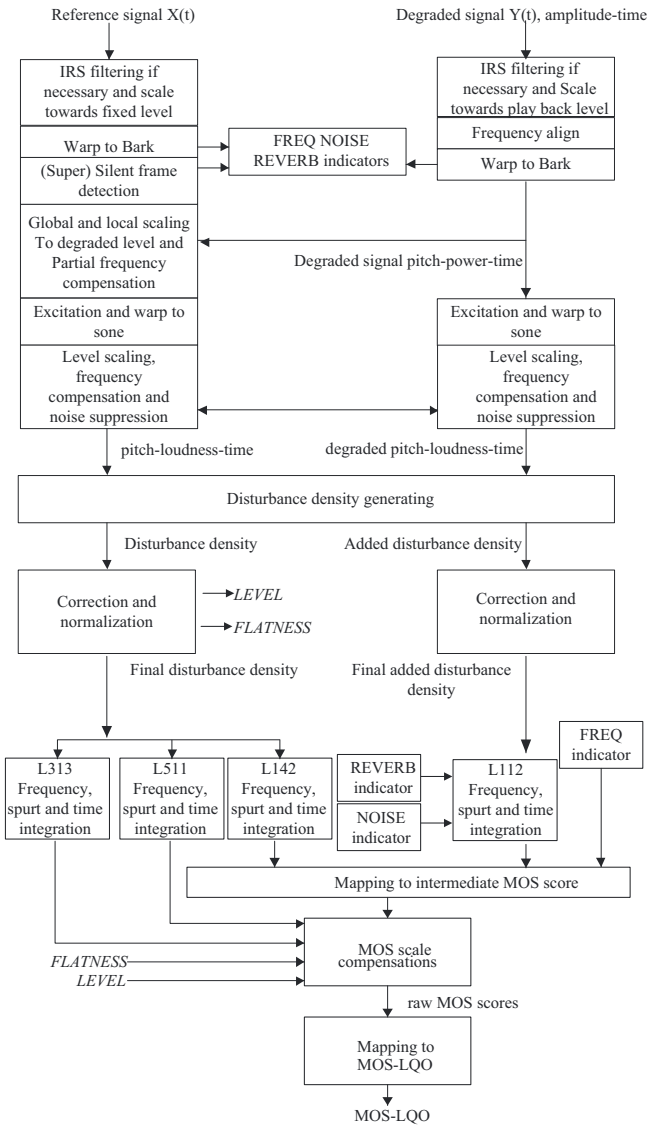 Reference signal X(t)
Degraded signal Y(t), amplitude-time
IRS filtering if
necessary and scale
towards fixed level
IRS filtering if
necessary and Scale
towards play back level
Frequency align
Warp to Bark
FREQ NOISE
REVERB indicators
Warp to Bark
(Super) Silent frame
detection
Global and local scaling
To degraded level and
Partial frequency
compensation
Degraded signal pitch-power-time
Excitation and warp to
sone
Excitation and warp to
sone
Level scaling,
frequency
compensation and
noise suppression
Level scaling,
frequency
compensation and
noise suppression
pitch-loudness-time
degraded pitch-loudness-time
Disturbance density generating
Disturbance density
Added disturbance density
Correction and
normalization
LEVEL
FLATNESS
Correction and
normalization
Final disturbance density
Final added disturbance
density
FREQ
indicator
L313
Frequency,
spurt and time
integration
L511
Frequency,
spurt and time
integration
L142
Frequency,
spurt and time
integration
REVERB
indicator
NOISE
indicator
L112
Frequency,
spurt and time
integration
Mapping to intermediate MOS score
MOS scale
compensations
FLATNESS
LEVEL
raw MOS scores
Mapping to
MOS-LQO
MOS-LQO